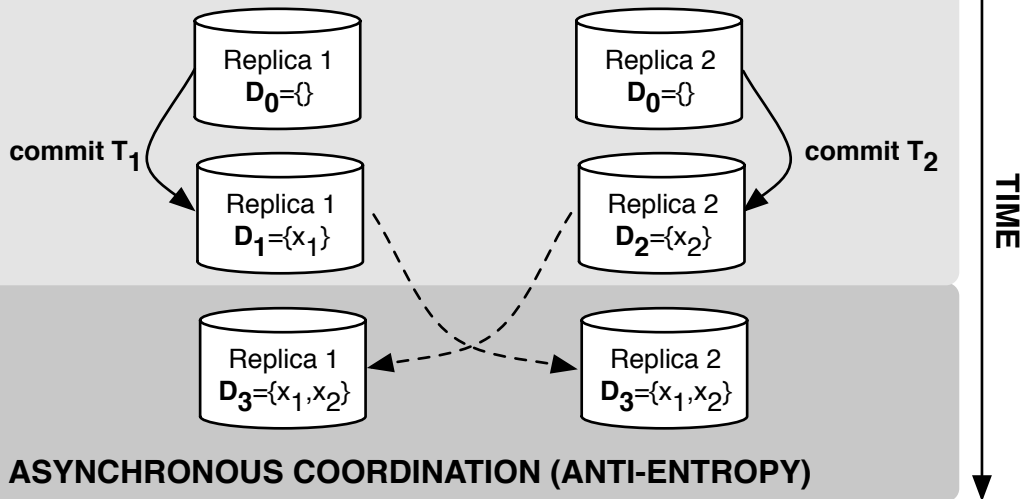 Replica 1
D0={}
Replica 2
D0={}
commit T1
commit T2
Replica 1
D1={x1}
Replica 2
D2={x2}
TIME
Replica 1
D3={x1,x2}
Replica 2
D3={x1,x2}
ASYNCHRONOUS COORDINATION (ANTI-ENTROPY)